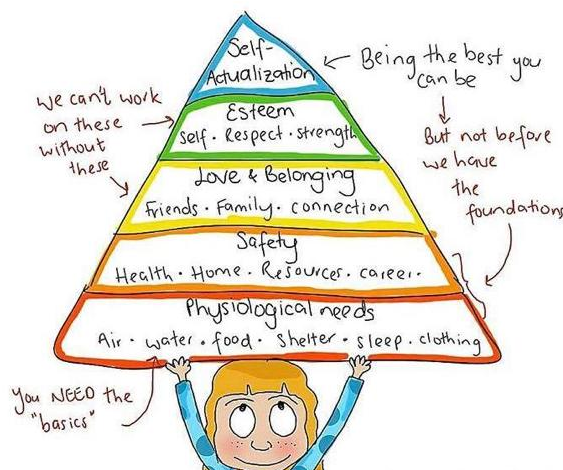 Self-
Actualization
Being the best you
can be
Esteem
Self. Respect. strength
we can't work
on these
without
these
But not before
we have
the
foundations
Love & Belonging
Friends. Family. connection
Safety
Health. Home. Resources. career.
Physiological needs
Air. water. food. Shelter. sleep. clothing
You NEED the
"basics"